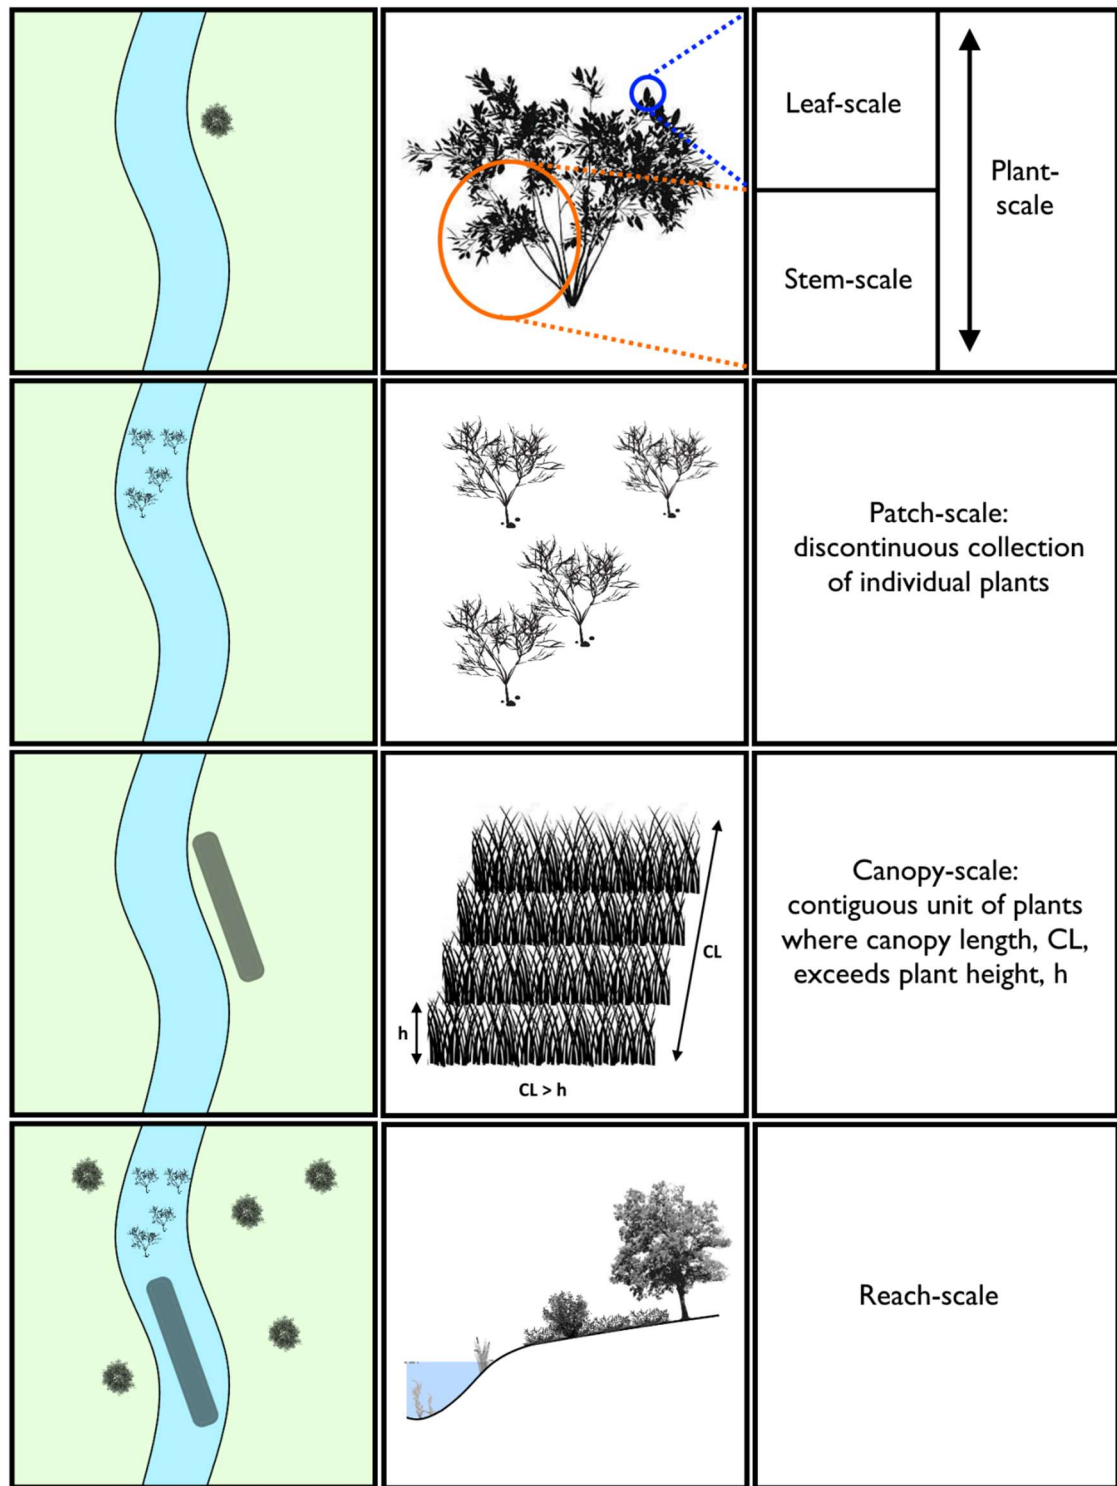 Leaf-scale
Plant-
scale
Stem-scale
Patch-scale:
discontinuous collection
of individual plants
CL
h
CL > h
Canopy-scale:
contiguous unit of plants
where canopy length, CL,
exceeds plant height, h
Reach-scale